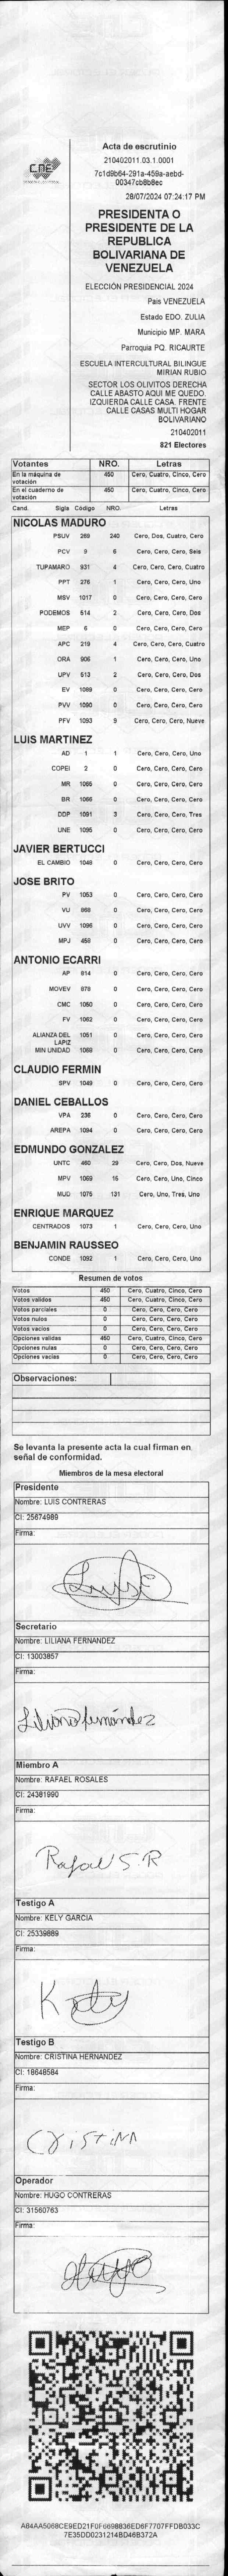 CNE
Acta de escrutinio
210402011.03.1.0001
7c1d9b64-291a-459a-aebd-
00347cb8b8ec
28/07/2024 07:24:17 PM
PRESIDENTA O
PRESIDENTE DE LA
REPUBLICA
BOLIVARIANA DE
VENEZUELA
ELECCIÓN PRESIDENCIAL 2024
Pais VENEZUELA
Estado EDO. ZULIA
Municipio MP. MARA
Parroquia PQ. RICAURTE
ESCUELA INTERCULTURAL BILINGUE
MIRIAN RUBIO
SECTOR LOS OLIVITOS DERECHA
CALLE ABASTO AQUI ME QUEDO.
IZQUIERDA CALLE CASA. FRENTE
CALLE CASAS MULTI HOGAR
BOLIVARIANO
210402011
821 Electores
Votantes NRO. Letras
En la máquina de votación 450 Cero, Cuatro, Cinco, Cero
En el cuaderno de votación 450 Cero, Cuatro, Cinco, Cero
Cand. Sigla Código NRO. Letras
NICOLAS MADURO
PSUV 269 240 Cero, Dos, Cuatro, Cero
PCV 9 6 Cero, Cero, Cero, Seis
TUPAMARO 931 4 Cero, Cero, Cero, Cuatro
PPT 276 1 Cero, Cero, Cero, Uno
MSV 1017 0 Cero, Cero, Cero, Cero
PODEMOS 514 2 Cero, Cero, Cero, Dos
MEP 6 0 Cero, Cero, Cero, Cero
APC 219 4 Cero, Cero, Cero, Cuatro
ORA 906 1 Cero, Cero, Cero, Uno
UPV 513 2 Cero, Cero, Cero, Dos
EV 1089 0 Cero, Cero, Cero, Cero
PVV 1090 0 Cero, Cero, Cero, Cero
PFV 1093 9 Cero, Cero, Cero, Nueve
LUIS MARTINEZ
AD 1 1 Cero, Cero, Cero, Uno
COPEI 2 0 Cero, Cero, Cero, Cero
MR 1065 0 Cero, Cero, Cero, Cero
BR 1066 0 Cero, Cero, Cero, Cero
DDP 1091 3 Cero, Cero, Cero, Tres
UNE 1095 0 Cero, Cero, Cero, Cero
JAVIER BERTUCCI
EL CAMBIO 1048 0 Cero, Cero, Cero, Cero
JOSE BRITO
PV 1053 0 Cero, Cero, Cero, Cero
VU 968 0 Cero, Cero, Cero, Cero
UVV 1096 0 Cero, Cero, Cero, Cero
MPJ 458 0 Cero, Cero, Cero, Cero
ANTONIO ECARRI
AP 814 0 Cero, Cero, Cero, Cero
MOVEV 878 0 Cero, Cero, Cero, Cero
CMC 1050 0 Cero, Cero, Cero, Cero
FV 1062 0 Cero, Cero, Cero, Cero
ALIANZA DEL LAPIZ 1051 0 Cero, Cero, Cero, Cero
MIN UNIDAD 1068 0 Cero, Cero, Cero, Cero
CLAUDIO FERMIN
SPV 1049 0 Cero, Cero, Cero, Cero
DANIEL CEBALLOS
VPA 236 0 Cero, Cero, Cero, Cero
AREPA 1094 0 Cero, Cero, Cero, Cero
EDMUNDO GONZALEZ
UNTC 460 29 Cero, Cero, Dos, Nueve
MPV 1069 15 Cero, Cero, Uno, Cinco
MUD 1075 131 Cero, Uno, Tres, Uno
ENRIQUE MARQUEZ
CENTRADOS 1073 1 Cero, Cero, Cero, Uno
BENJAMIN RAUSSEO
CONDE 1092 1 Cero, Cero, Cero, Uno
Resumen de votos
Votos 450 Cero, Cuatro, Cinco, Cero
Votos validos 450 Cero, Cuatro, Cinco, Cero
Votos parciales 0 Cero, Cero, Cero, Cero
Votos nulos 0 Cero, Cero, Cero, Cero
Votos vacios 0 Cero, Cero, Cero, Cero
Opciones validas 450 Cero, Cuatro, Cinco, Cero
Opciones nulas 0 Cero, Cero, Cero, Cero
Opciones vacias 0 Cero, Cero, Cero, Cero
Observaciones:
Se levanta la presente acta la cual firman en
señal de conformidad.
Miembros de la mesa electoral
Presidente
Nombre: LUIS CONTRERAS
CI: 25674989
Firma:
Luis C
Secretario
Nombre: LILIANA FERNANDEZ
CI: 13003857
Firma:
Liliana fernández
Miembro A
Nombre: RAFAEL ROSALES
CI: 24381990
Firma:
Rafael S.R
Testigo A
Nombre: KELY GARCIA
CI: 25339889
Firma:
Kely
Testigo B
Nombre: CRISTINA HERNANDEZ
CI: 18648584
Firma:
CristiNA
Operador
Nombre: HUGO CONTRERAS
CI: 31560763
Firma:
Hugo
A84AA5068CE9ED21F0F6698836ED6F7707FFDB033C
7E35DD0231214BD46B372A